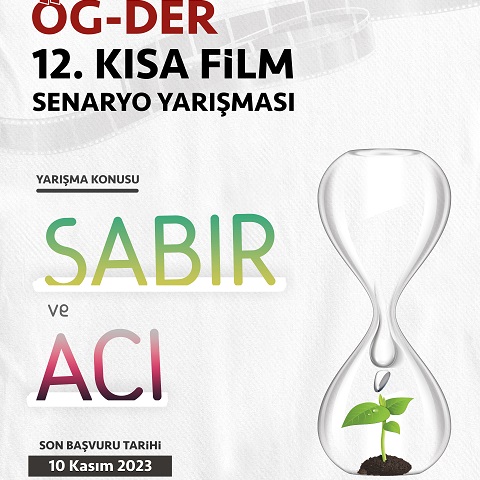 ÖG-DER
12. KISA FİLM
SENARYO YARIŞMASI
YARIŞMA KONUSU
SABIR
ve
ACI
SON BAŞVURU TARİHİ
10 Kasım 2023